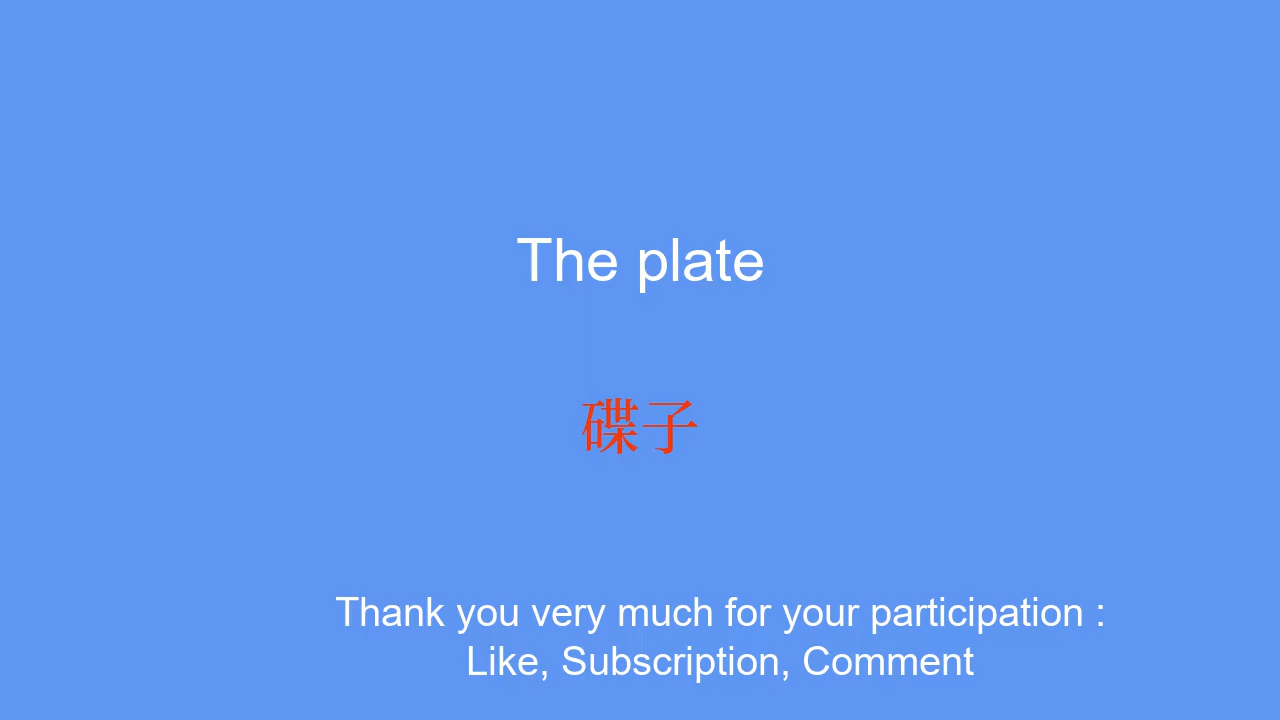 The plate
碟子
Thank you very much for your participation :
Like, Subscription, Comment